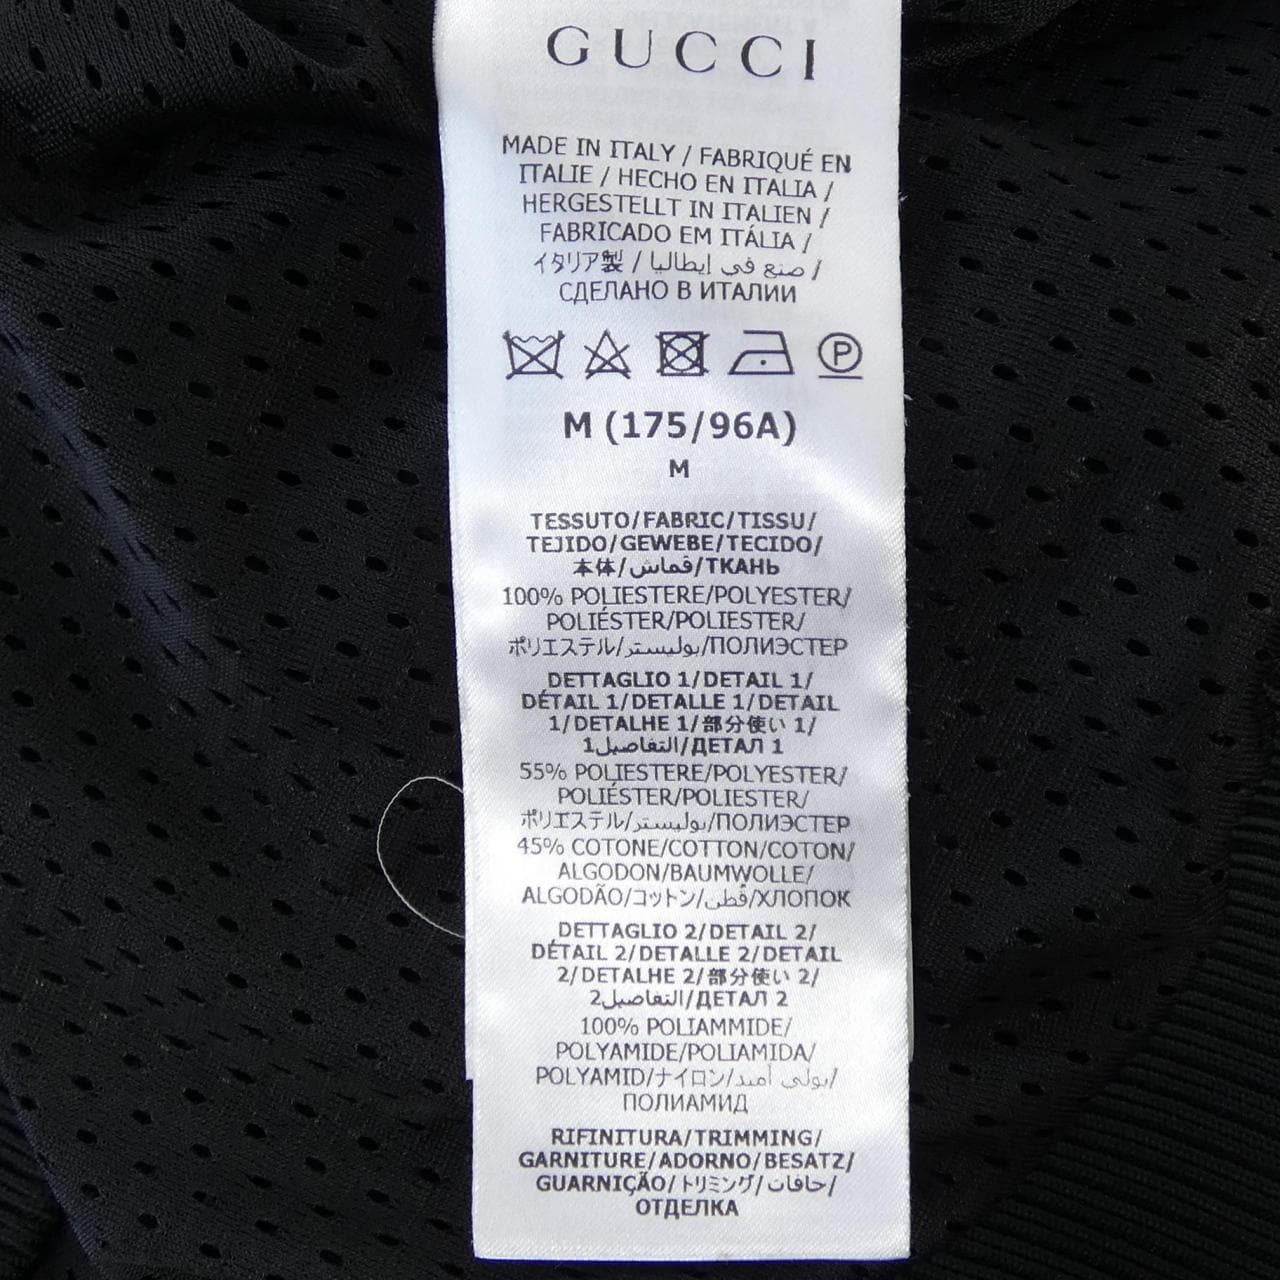 GUCCI
MADE IN ITALY / FABRIQUÉ EN
ITALIE / HECHO EN ITALIA /
HERGESTELLT IN ITALIEN /
FABRICADO EM ITÁLIA /
イタリア製 / صنع في إيطاليا /
СДЕЛАНО В ИТАЛИИ
P
M (175/96A)
M
TESSUTO/FABRIC/TISSU/
TEJIDO/GEWEBE/TECIDO/
本体/قماش/ТКАНЬ
100% POLIESTERE/POLYESTER/
POLIÉSTER/POLIESTER/
ポリエステル/بوليستر/ПОЛИЭСТЕР
DETTAGLIO 1/DETAIL 1/
DÉTAIL 1/DETALLE 1/DETAIL
1/DETALHE 1/部分使い 1/
التفاصيل1/ДЕТАЛ 1
55% POLIESTERE/POLYESTER/
POLIÉSTER/POLIESTER/
ポリエステル/بوليستر/ПОЛИЭСТЕР
45% COTONE/COTTON/COTON/
ALGODON/BAUMWOLLE/
ALGODÃO/コットン/قطن/ХЛОПОК
DETTAGLIO 2/DETAIL 2/
DÉTAIL 2/DETALLE 2/DETAIL
2/DETALHE 2/部分使い 2/
التفاصيل2/ДЕТАЛ 2
100% POLIAMMIDE/
POLYAMIDE/POLIAMIDA/
POLYAMID/ナイロン/بولي أميد/
ПОЛИАМИД
RIFINITURA/TRIMMING/
GARNITURE/ADORNO/BESATZ/
GUARNIÇÃO/トリミング/حافات/
ОТДЕЛКА